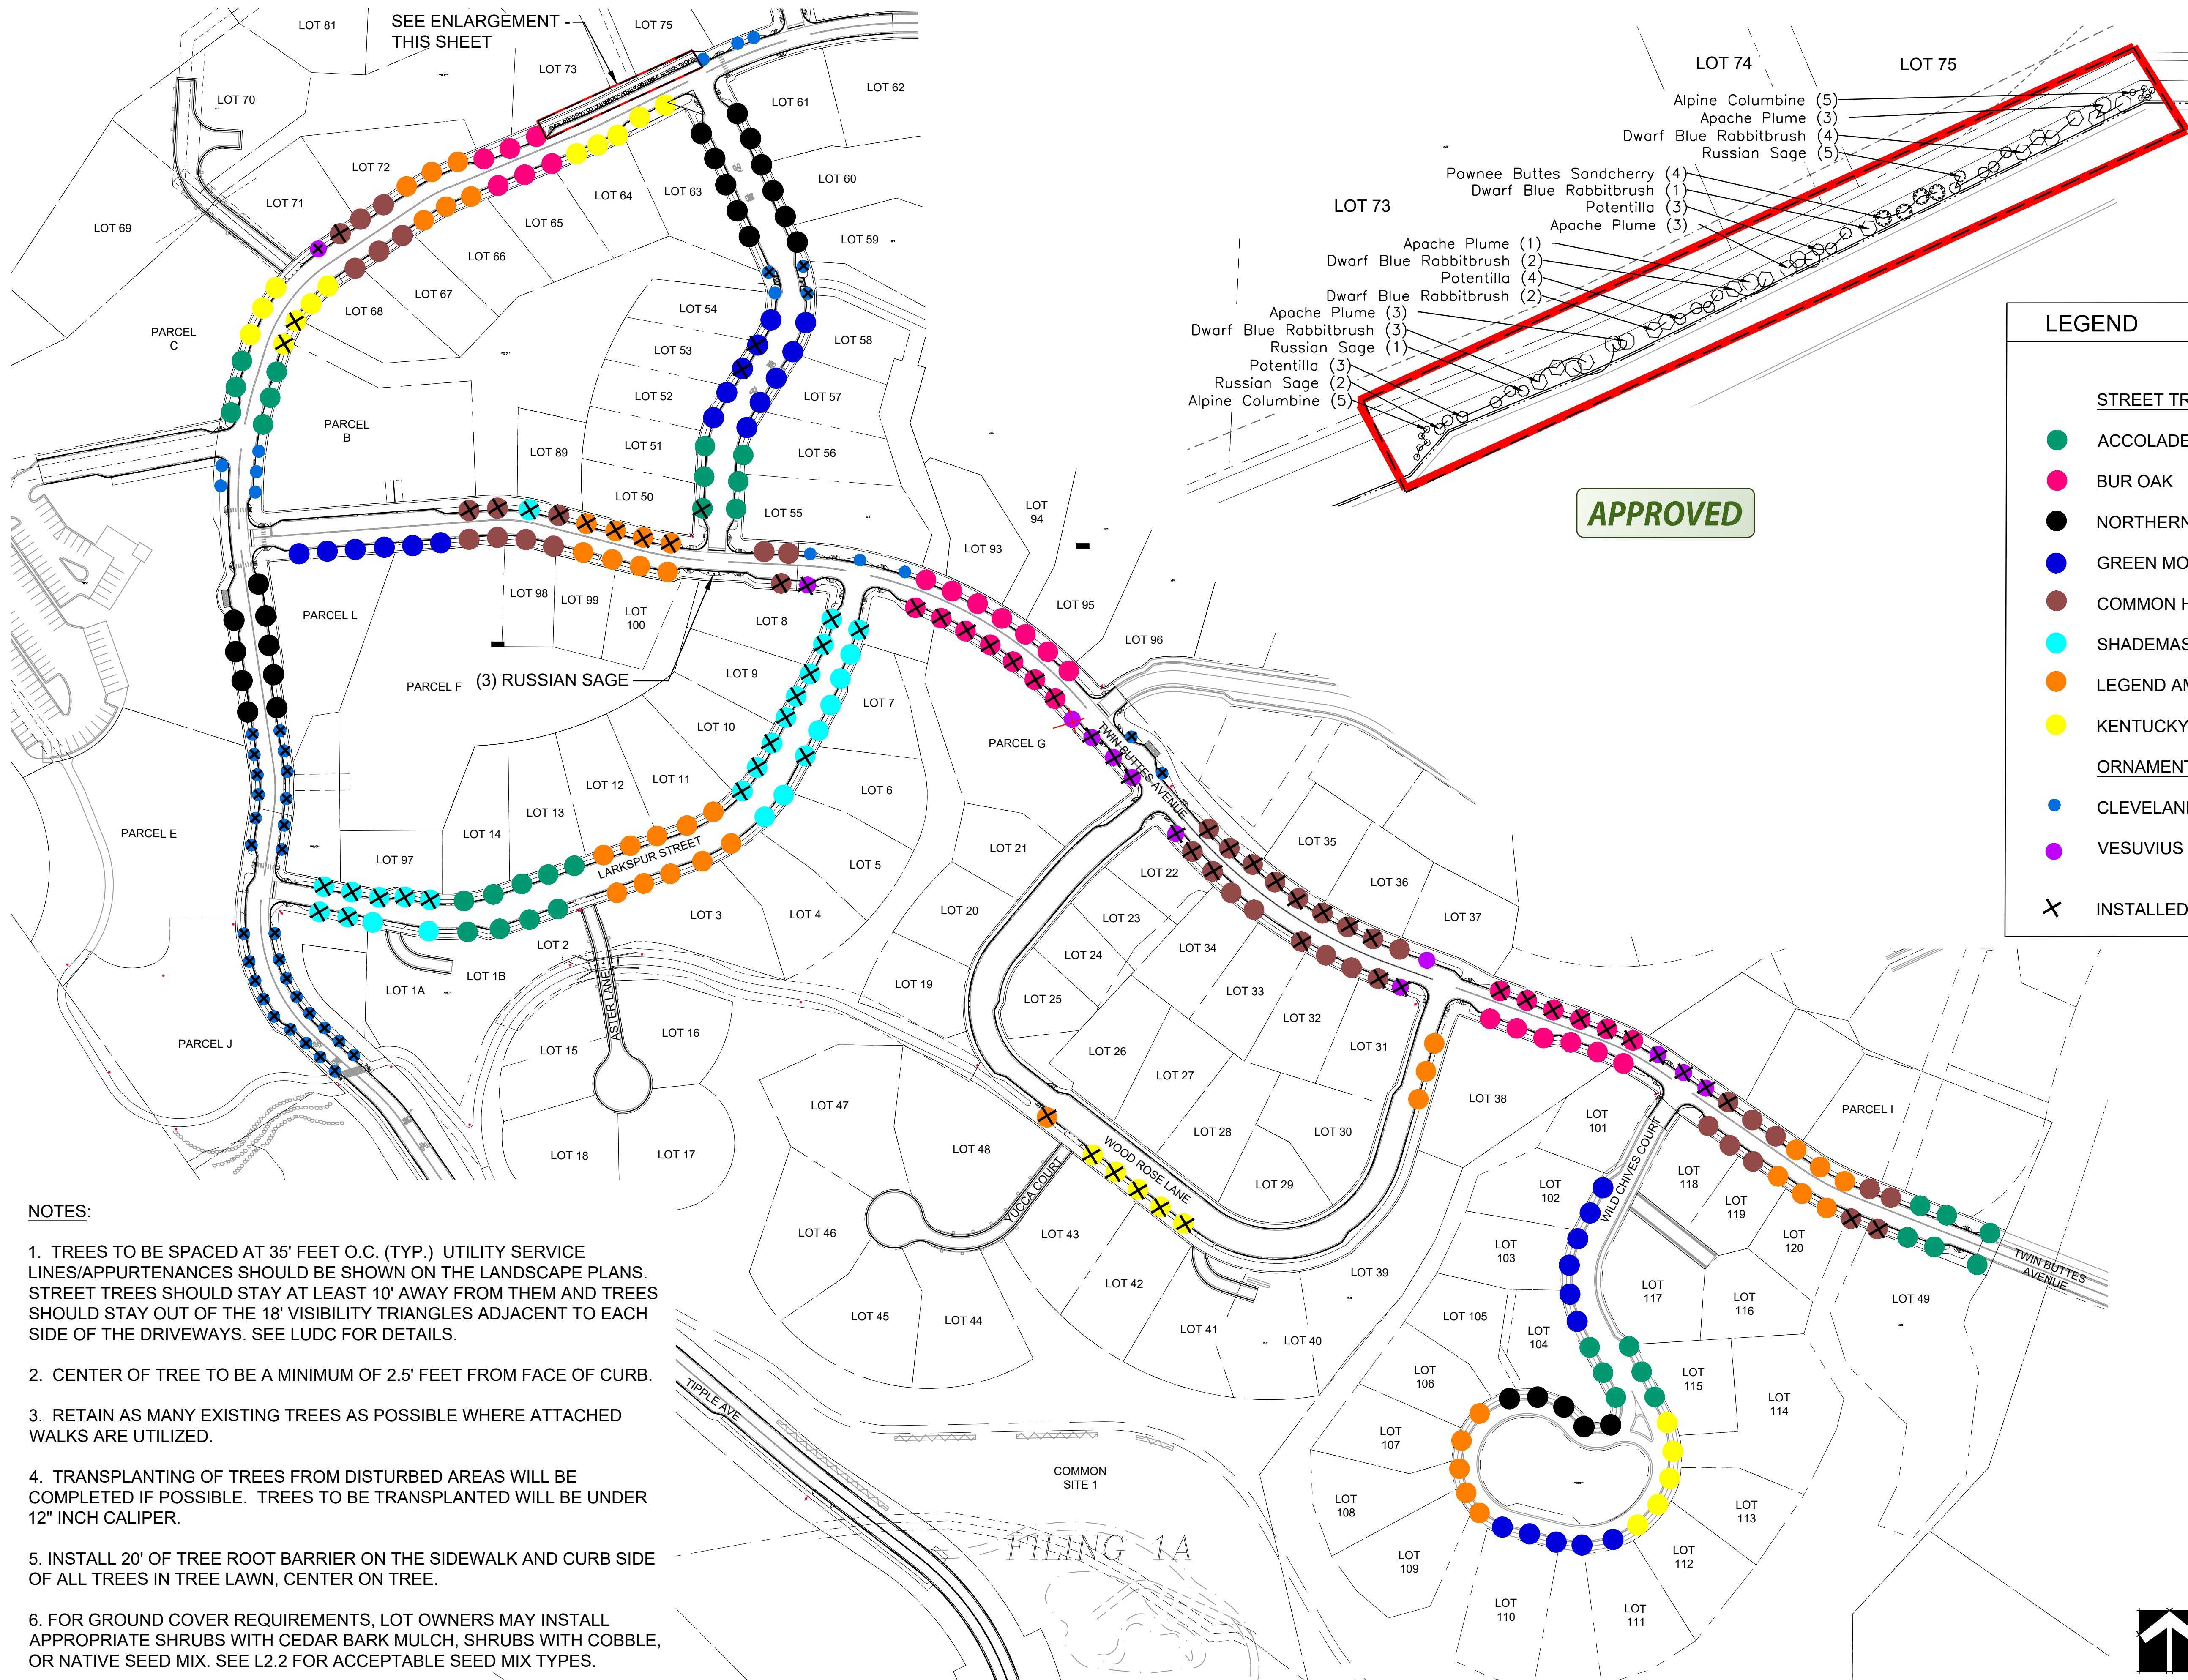 SEE ENLARGEMENT -
THIS SHEET
LOT 81
LOT 75
LOT 73
LOT 70
LOT 61
LOT 62
LOT 72
LOT 71
LOT 69
LOT 60
LOT 63
LOT 64
LOT 65
LOT 66
LOT 59
LOT 67
LOT 68
PARCEL
C
LOT 54
LOT 53
LOT 58
LOT 52
LOT 57
PARCEL
B
LOT 51
LOT 56
LOT 89
LOT 50
LOT 55
LOT
94
LOT 93
LOT 95
LOT 96
PARCEL L
LOT 98
LOT 99
LOT
100
LOT 8
PARCEL F
(3) RUSSIAN SAGE
LOT 9
LOT 7
LOT 10
PARCEL G
TWIN BUTTES AVENUE
LOT 12
LOT 11
LOT 13
LOT 14
LOT 6
PARCEL E
LOT 97
LARKSPUR STREET
LOT 5
LOT 21
LOT 35
LOT 36
LOT 37
LOT 22
LOT 23
LOT 20
LOT 3
LOT 4
LOT 2
LOT 34
LOT 24
LOT 1B
LOT 1A
LOT 19
LOT 25
LOT 33
LOT 32
LOT 31
ASTER LANE
LOT 16
LOT 15
PARCEL J
LOT 26
LOT 27
LOT 38
LOT 47
LOT 48
LOT 28
LOT 30
LOT 29
LOT 18
LOT 17
WOOD ROSE LANE
YUCCA COURT
LOT 46
LOT 43
LOT 42
LOT 39
LOT 45
LOT 44
LOT 41
LOT 40
LOT
101
PARCEL I
WILD CHIVES COURT
LOT
102
LOT
118
LOT
119
LOT
120
LOT
103
LOT
117
LOT
116
LOT 49
TWIN BUTTES
AVENUE
LOT 105
LOT
104
LOT
106
LOT
115
LOT
114
LOT
107
LOT
108
LOT
113
LOT
109
LOT
112
LOT
110
LOT
111
TIPPLE AVE
COMMON
SITE 1
FILING 1A
LOT 74
LOT 75
LOT 73
Alpine Columbine (5)
Apache Plume (3)
Dwarf Blue Rabbitbrush (4)
Russian Sage (5)
Pawnee Buttes Sandcherry (4)
Dwarf Blue Rabbitbrush (1)
Potentilla (3)
Apache Plume (3)
Apache Plume (1)
Dwarf Blue Rabbitbrush (2)
Potentilla (4)
Dwarf Blue Rabbitbrush (2)
Apache Plume (3)
Dwarf Blue Rabbitbrush (3)
Russian Sage (1)
Potentilla (3)
Russian Sage (2)
Alpine Columbine (5)
APPROVED
LEGEND
STREET TR
ACCOLADE
BUR OAK
NORTHERN
GREEN MO
COMMON H
SHADEMAS
LEGEND AM
KENTUCKY
ORNAMENT
CLEVELAND
VESUVIUS
INSTALLED
NOTES:
1. TREES TO BE SPACED AT 35' FEET O.C. (TYP.) UTILITY SERVICE
LINES/APPURTENANCES SHOULD BE SHOWN ON THE LANDSCAPE PLANS.
STREET TREES SHOULD STAY AT LEAST 10' AWAY FROM THEM AND TREES
SHOULD STAY OUT OF THE 18' VISIBILITY TRIANGLES ADJACENT TO EACH
SIDE OF THE DRIVEWAYS. SEE LUDC FOR DETAILS.
2. CENTER OF TREE TO BE A MINIMUM OF 2.5' FEET FROM FACE OF CURB.
3. RETAIN AS MANY EXISTING TREES AS POSSIBLE WHERE ATTACHED
WALKS ARE UTILIZED.
4. TRANSPLANTING OF TREES FROM DISTURBED AREAS WILL BE
COMPLETED IF POSSIBLE. TREES TO BE TRANSPLANTED WILL BE UNDER
12" INCH CALIPER.
5. INSTALL 20' OF TREE ROOT BARRIER ON THE SIDEWALK AND CURB SIDE
OF ALL TREES IN TREE LAWN, CENTER ON TREE.
6. FOR GROUND COVER REQUIREMENTS, LOT OWNERS MAY INSTALL
APPROPRIATE SHRUBS WITH CEDAR BARK MULCH, SHRUBS WITH COBBLE,
OR NATIVE SEED MIX. SEE L2.2 FOR ACCEPTABLE SEED MIX TYPES.